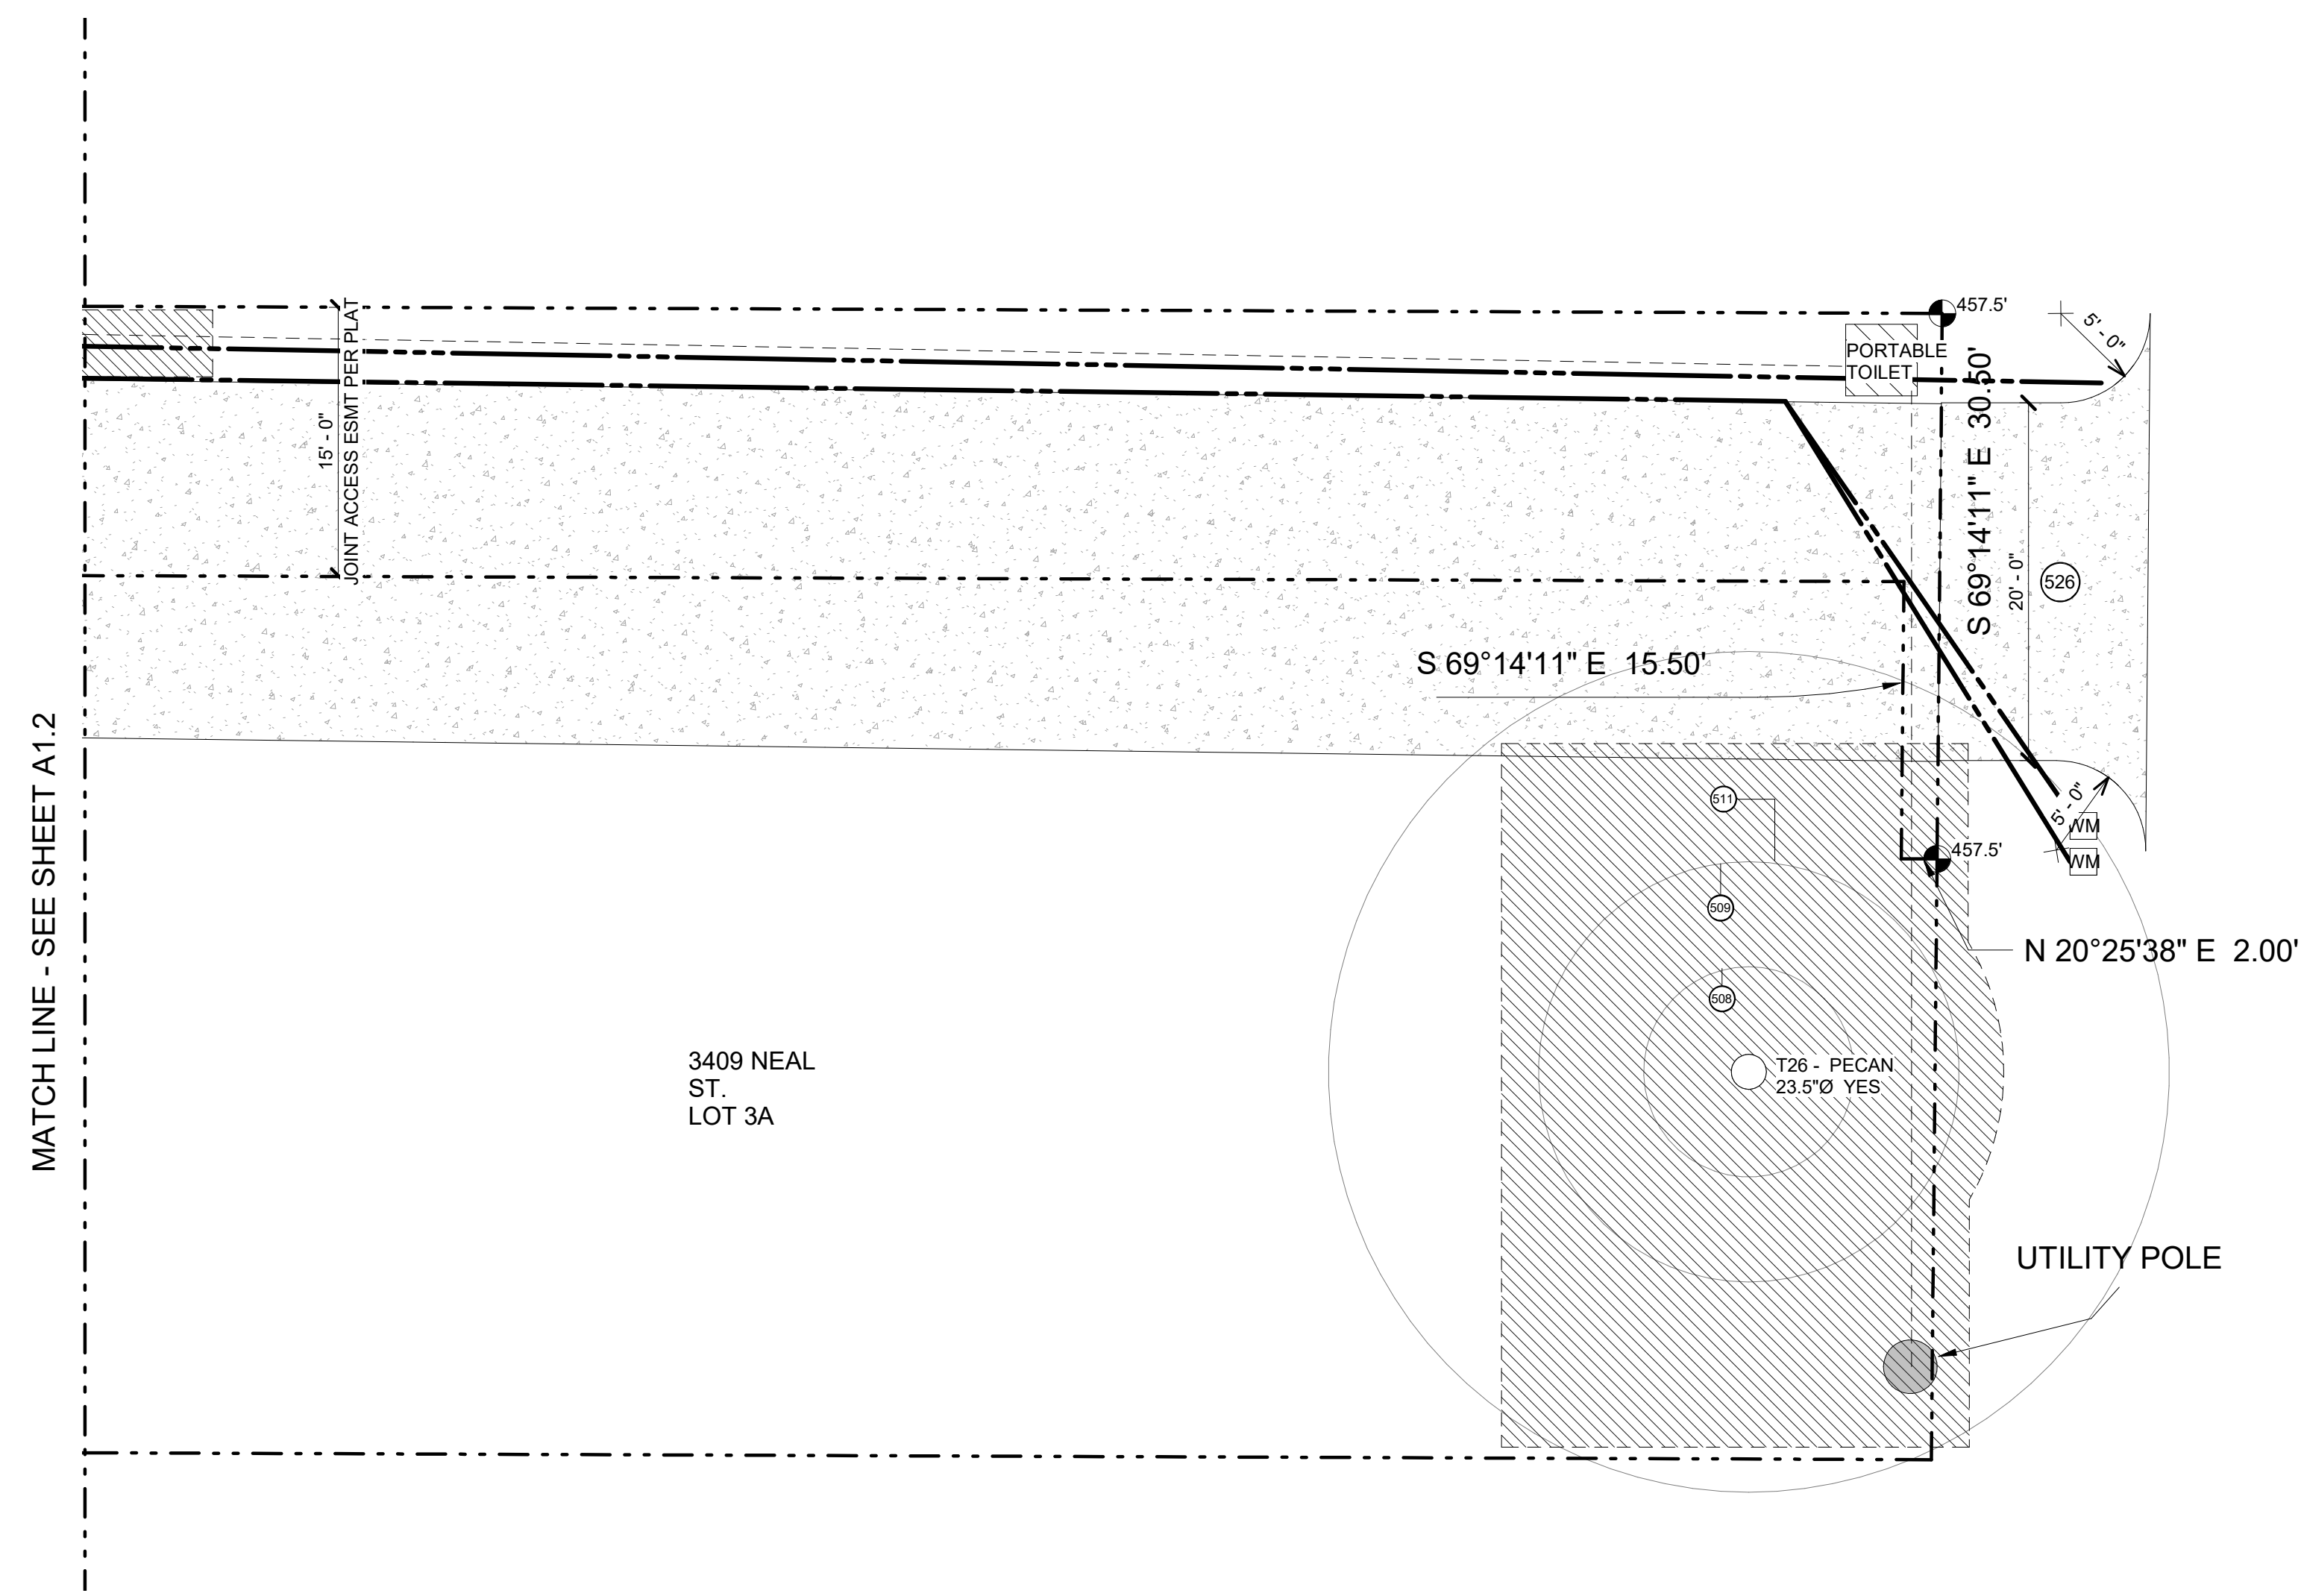 457.5'
5' - 0"
PORTABLE
TOILET
JOINT ACCESS ESMT PER PLAT
15' - 0"
S 69°14'11" E  30.50'
20' - 0"
526
S 69°14'11" E  15.50'
511
5' - 0"
WM
457.5'
WM
509
N 20°25'38" E  2.00'
508
MATCH LINE - SEE SHEET A1.2
3409 NEAL
ST.
LOT 3A
T26 -  PECAN
23.5"Ø  YES
UTILITY POLE